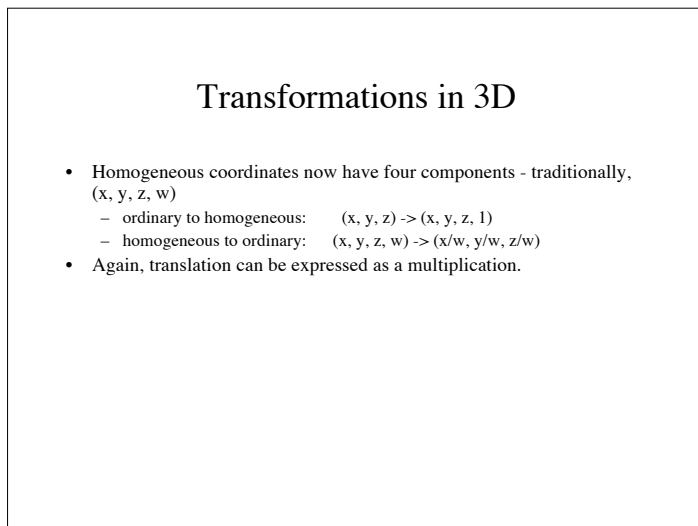 Transformations in 3D
• Homogeneous coordinates now have four components - traditionally,
(x, y, z, w)
– ordinary to homogeneous: (x, y, z) -> (x, y, z, 1)
– homogeneous to ordinary: (x, y, z, w) -> (x/w, y/w, z/w)
• Again, translation can be expressed as a multiplication.